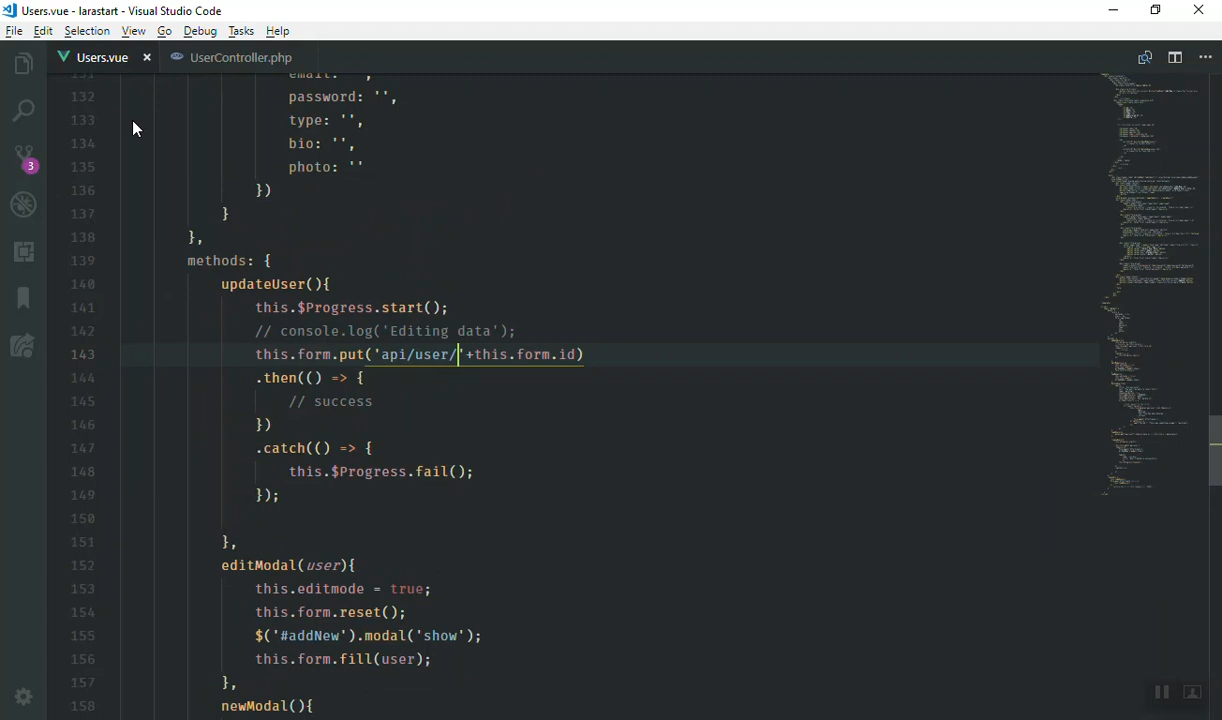 Users.vue - larastart - Visual Studio Code
File Edit Selection View Go Debug Tasks Help
Users.vue UserController.php
131 email: '',
132 password: '',
133 type: '',
134 bio: '',
135 photo: ''
136 })
137 }
138 },
139 methods: {
140 updateUser(){
141 this.$Progress.start();
142 // console.log('Editing data');
143 this.form.put('api/user/'+this.form.id)
144 .then(() => {
145 // success
146 })
147 .catch(() => {
148 this.$Progress.fail();
149 });
150
151 },
152 editModal(user){
153 this.editmode = true;
154 this.form.reset();
155 $('#addNew').modal('show');
156 this.form.fill(user);
157 },
158 newModal(){
3